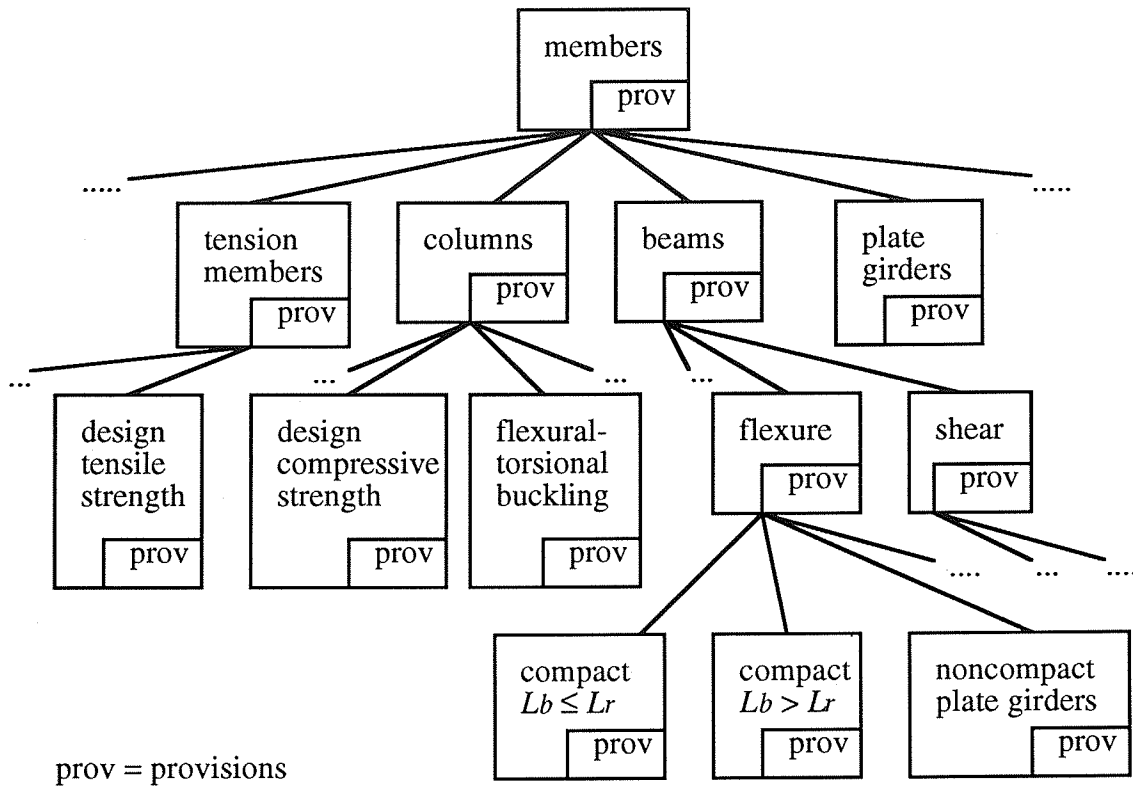 members
prov
.....
.....
tension
members
prov
columns
prov
beams
prov
plate
girders
prov
...
...
...
...
design
tensile
strength
prov
design
compressive
strength
prov
flexural-
torsional
buckling
prov
flexure
prov
shear
prov
....
...
....
compact
Lb ≤ Lr
prov
compact
Lb > Lr
prov
noncompact
plate girders
prov
prov = provisions